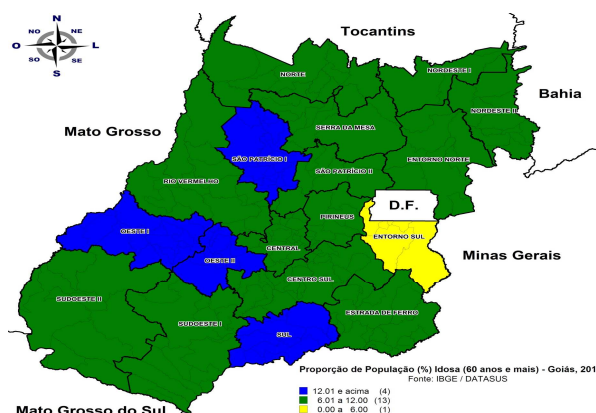 Tocantins
N
NO NE
O L
SO SE
S
NORTE
NORDESTE I
NORDESTE II
Bahia
Mato Grosso
SERRA DA MESA
SÃO PATRÍCIO I
ENTORNO NORTE
SÃO PATRÍCIO II
RIO VERMELHO
D.F.
PIRINEUS
OESTE I
ENTORNO SUL
CENTRAL
Minas Gerais
OESTE II
CENTRO SUL
SUDOESTE II
ESTRADA DE FERRO
SUDOESTE I
SUL
Proporção de População (%) Idosa (60 anos e mais) - Goiás, 201
Fonte: IBGE / DATASUS
12.01 e acima (4)
6.01 a 12.00 (13)
0.00 a 6.00 (1)
Mato Grosso do Sul